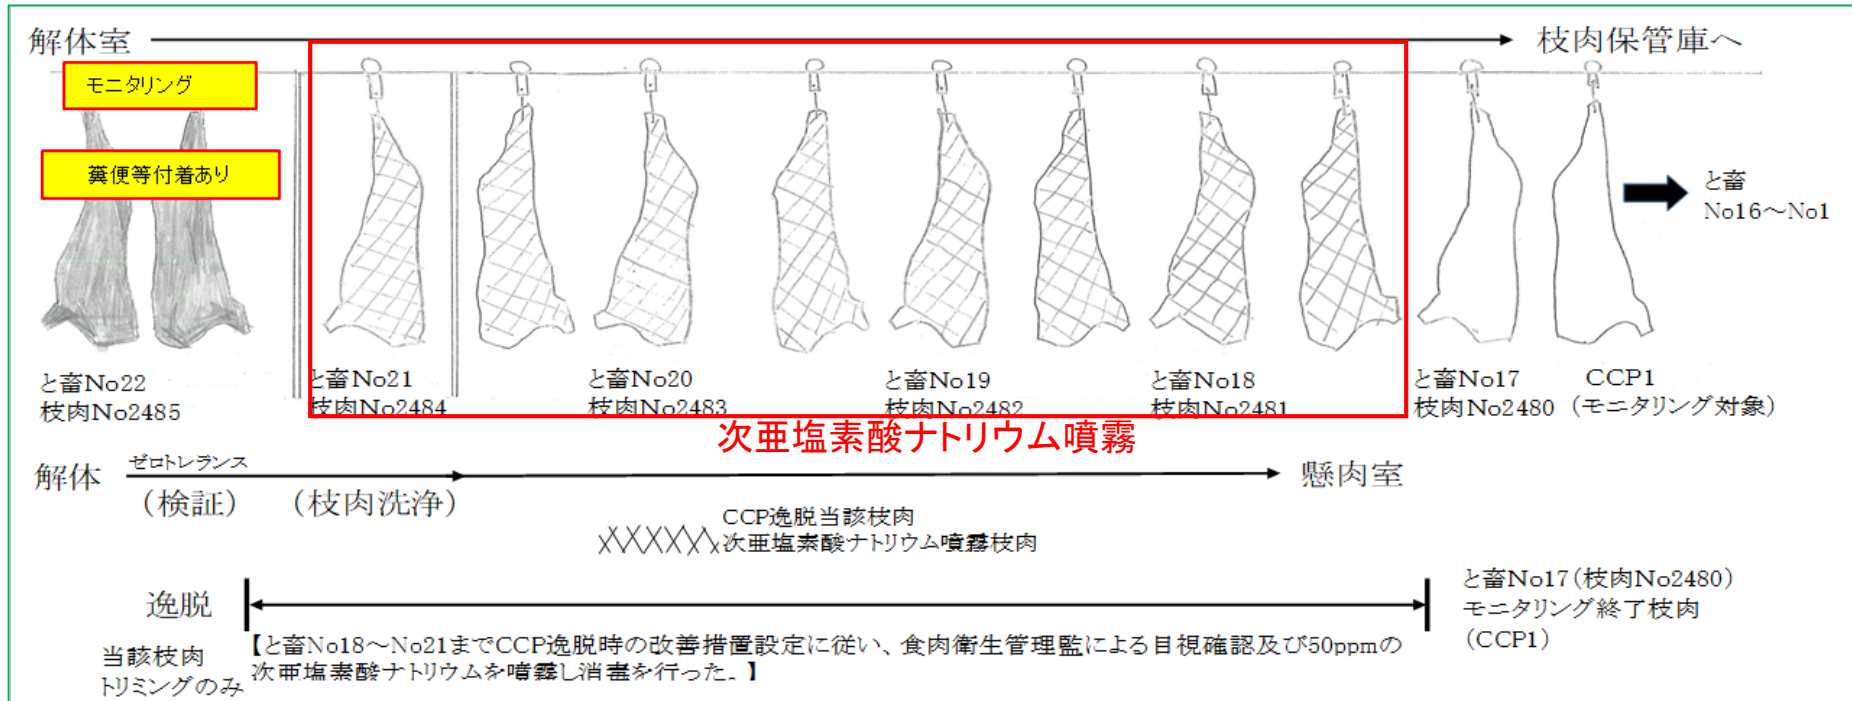 解体室
枝肉保管庫へ
モニタリング
糞便等付着あり
と畜
No16～No1
と畜No22
枝肉No2485
と畜No21
枝肉No2484
と畜No20
枝肉No2483
と畜No19
枝肉No2482
と畜No18
枝肉No2481
と畜No17
枝肉No2480
CCP1
（モニタリング対象）
次亜塩素酸ナトリウム噴霧
解体
ゼロトレランス
（検証）
（枝肉洗浄）
懸肉室
CCP逸脱当該枝肉
次亜塩素酸ナトリウム噴霧枝肉
逸脱
と畜No17（枝肉No2480）
モニタリング終了枝肉
（CCP1）
当該枝肉
トリミングのみ
【と畜No18～No21までCCP逸脱時の改善措置設定に従い、食肉衛生管理監による目視確認及び50ppmの
次亜塩素酸ナトリウムを噴霧し消毒を行った。】